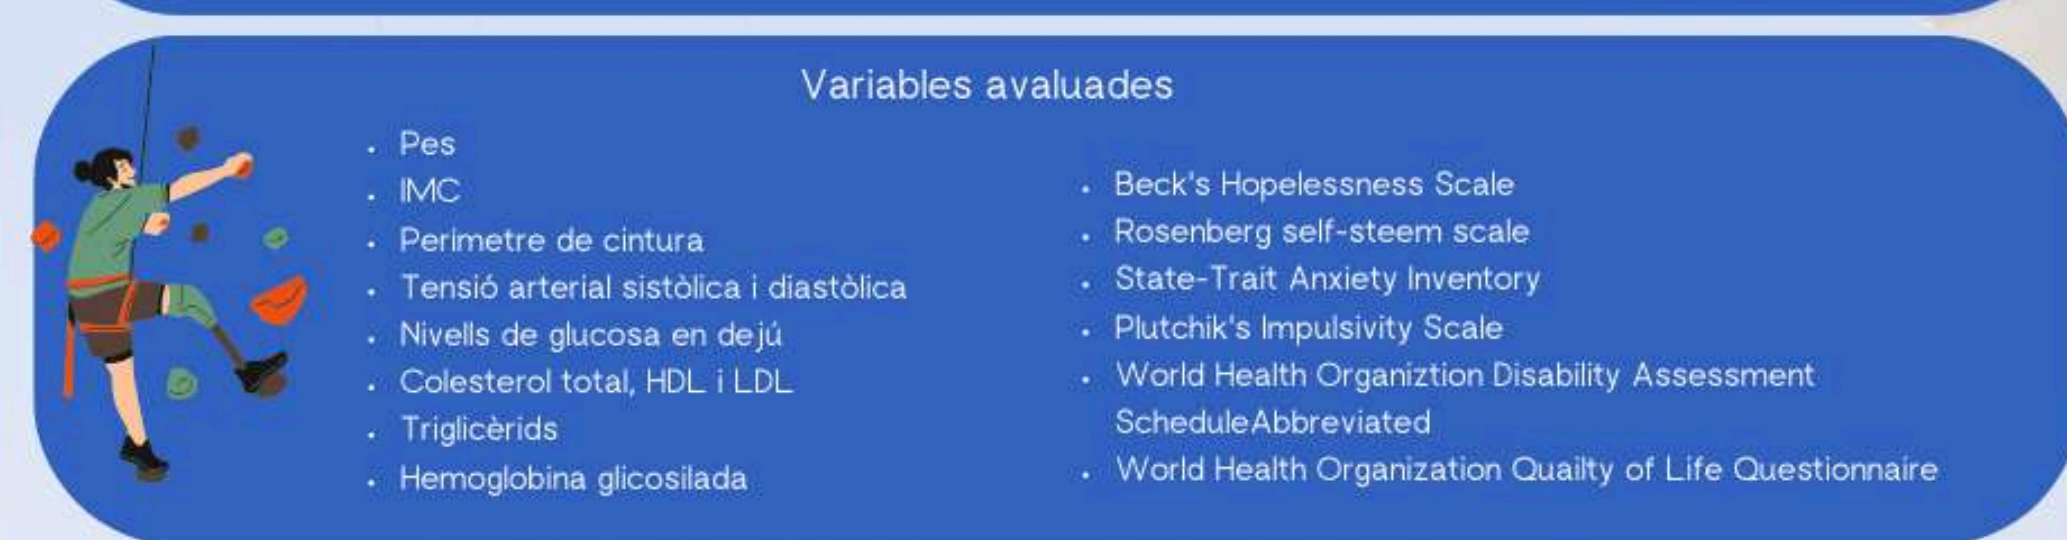 Variables avaluades
• Pes
• IMC
• Perímetre de cintura
• Tensió arterial sistòlica i diastòlica
• Nivells de glucosa en dejú
• Colesterol total, HDL i LDL
• Triglicèrids
• Hemoglobina glicosilada
• Beck's Hopelessness Scale
• Rosenberg self-steem scale
• State-Trait Anxiety Inventory
• Plutchik's Impulsivity Scale
• World Health Organiztion Disability Assessment
ScheduleAbbreviated
• World Health Organization Quailty of Life Questionnaire